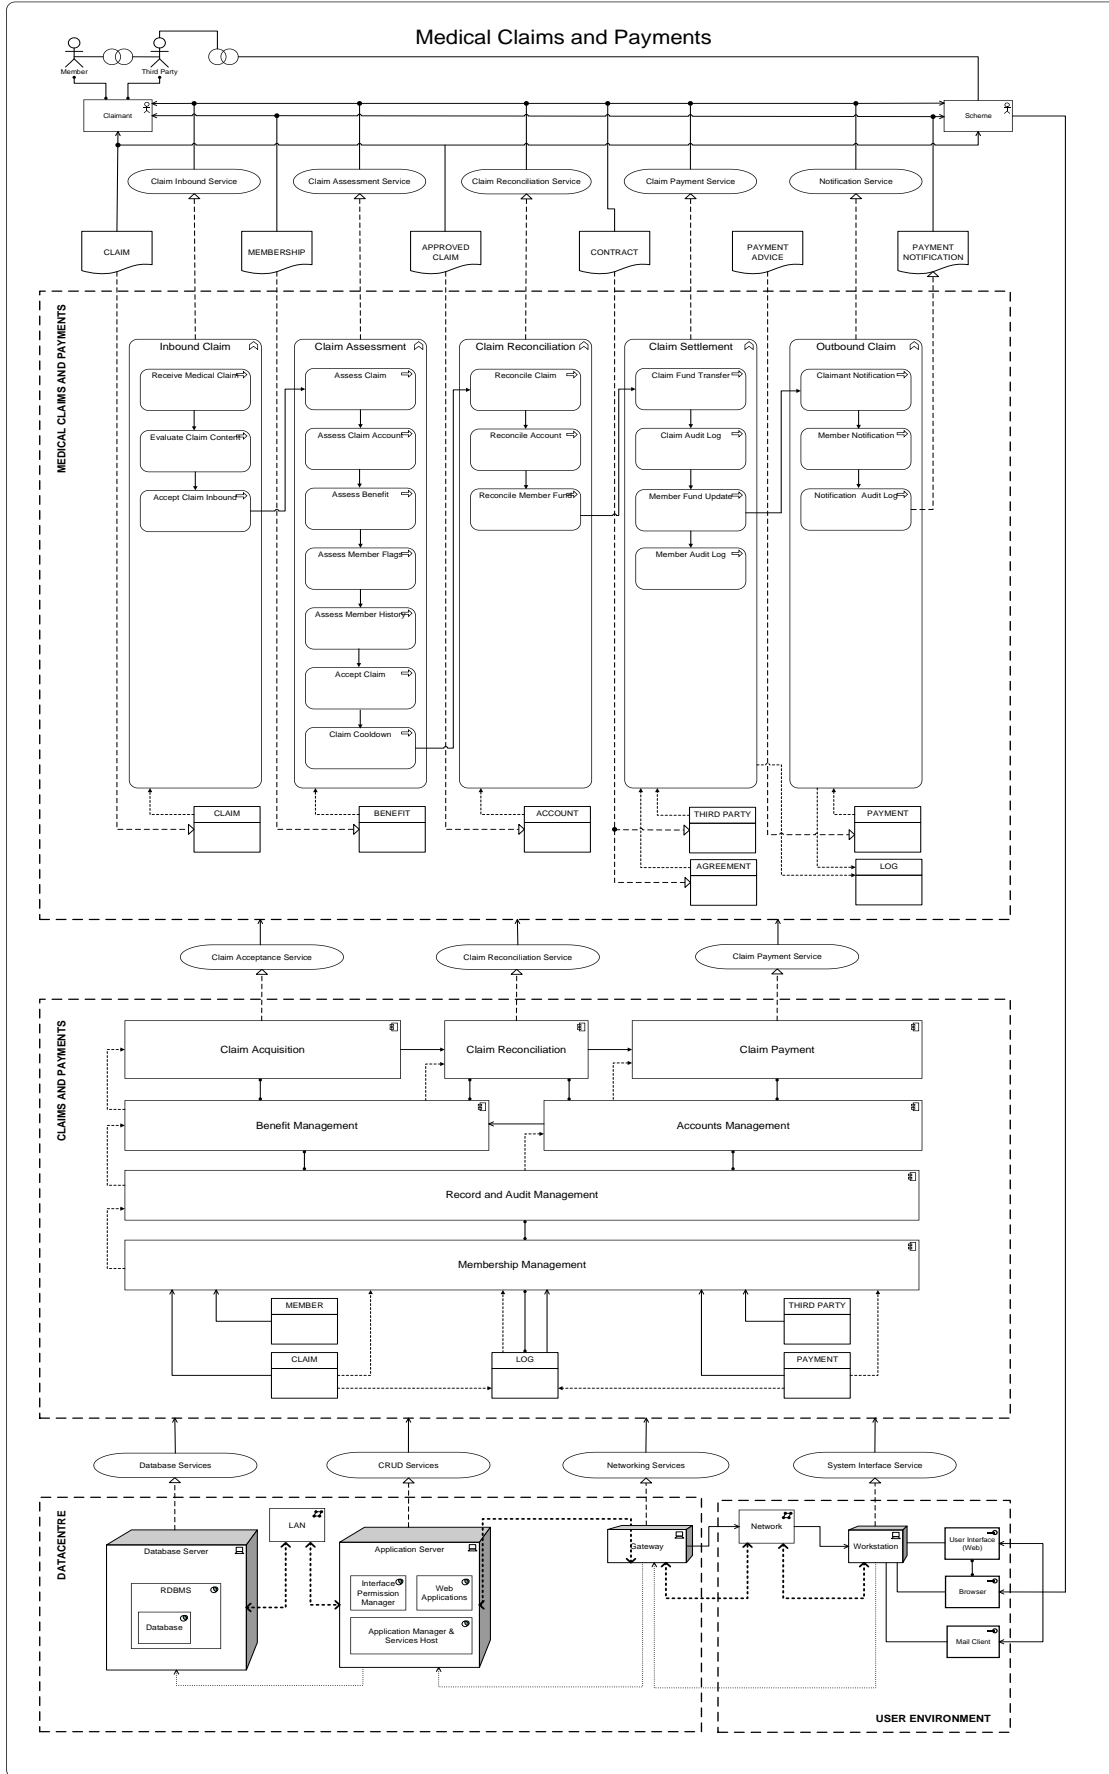 Medical Claims and Payments
Member
Third Party
Claimant
Scheme
Claim Inbound Service
Claim Assessment Service
Claim Reconciliation Service
Claim Payment Service
Notification Service
CLAIM
MEMBERSHIP
APPROVED
CLAIM
CONTRACT
PAYMENT
ADVICE
PAYMENT
NOTIFICATION
MEDICAL CLAIMS AND PAYMENTS
Inbound Claim
Receive Medical Claim
Evaluate Claim Content
Accept Claim Inbound
Claim Assessment
Assess Claim
Assess Claim Account
Assess Benefit
Assess Member Flags
Assess Member History
Accept Claim
Claim Cooldown
Claim Reconciliation
Reconcile Claim
Reconcile Account
Reconcile Member Fund
Claim Settlement
Claim Fund Transfer
Claim Audit Log
Member Fund Update
Member Audit Log
Outbound Claim
Claimant Notification
Member Notification
Notification Audit Log
CLAIM
BENEFIT
ACCOUNT
THIRD PARTY
PAYMENT
AGREEMENT
LOG
Claim Acceptance Service
Claim Reconciliation Service
Claim Payment Service
CLAIMS AND PAYMENTS
Claim Acquisition
Claim Reconciliation
Claim Payment
Benefit Management
Accounts Management
Record and Audit Management
Membership Management
MEMBER
THIRD PARTY
CLAIM
LOG
PAYMENT
Database Services
CRUD Services
Networking Services
System Interface Service
DATACENTRE
Database Server
RDBMS
Database
LAN
Application Server
Interface
Permission
Manager
Web
Applications
Application Manager &
Services Host
Gateway
Network
Workstation
User Interface
(Web)
Browser
Mail Client
USER ENVIRONMENT